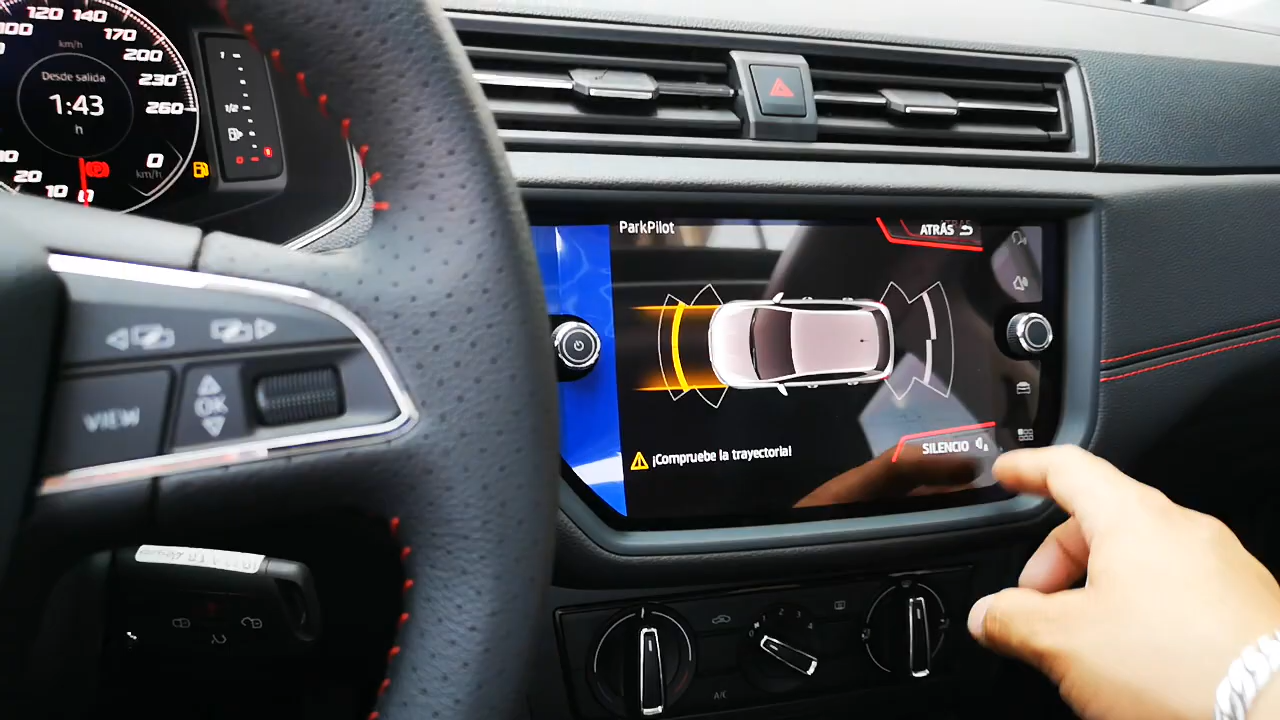 120 140
100
170
km/h
200
Desde salida
230
1:43
260
h
0
km/h
20
10
0
1
1/2
0
VIEW
OK
ParkPilot
ATRÁS
¡Compruebe la trayectoria!
SILENCIO
A/C